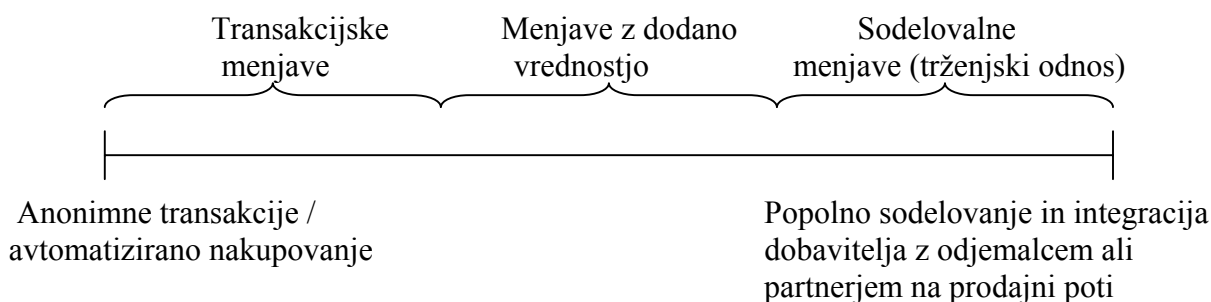 Transakcijske
menjave
Menjave z dodano
vrednostjo
Sodelovalne
menjave (trženjski odnos)
Anonimne transakcije /
avtomatizirano nakupovanje
Popolno sodelovanje in integracija
dobavitelja z odjemalcem ali
partnerjem na prodajni poti